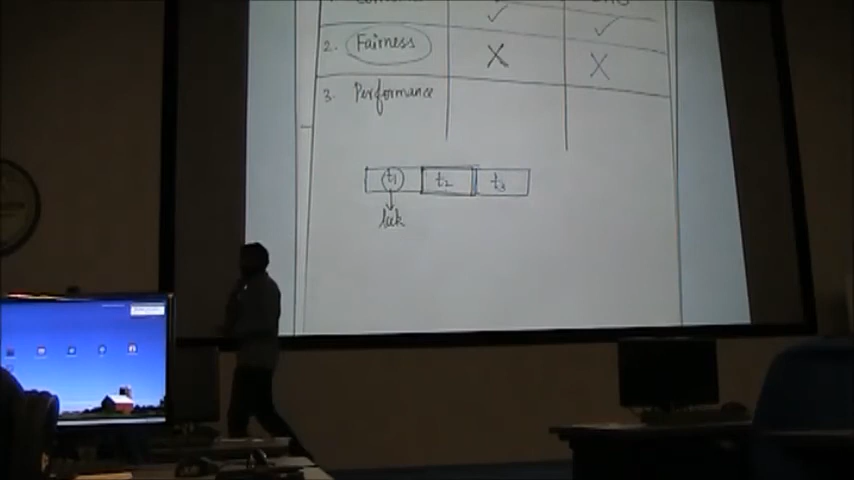 ✓
✓
2. Fairness X X
3. Performance
t1 t2 t3
lock